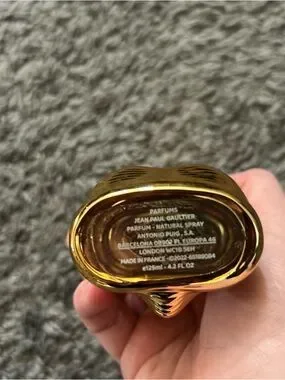 PARFUMS
JEAN PAUL GAULTIER
PARFUM - NATURAL SPRAY
ANTONIO PUIG, S.A.
BARCELONA 08902 Pl. EUROPA 46
LONDON WC1B 5EH
MADE IN FRANCE -
e125ml - 4.2 FL OZ